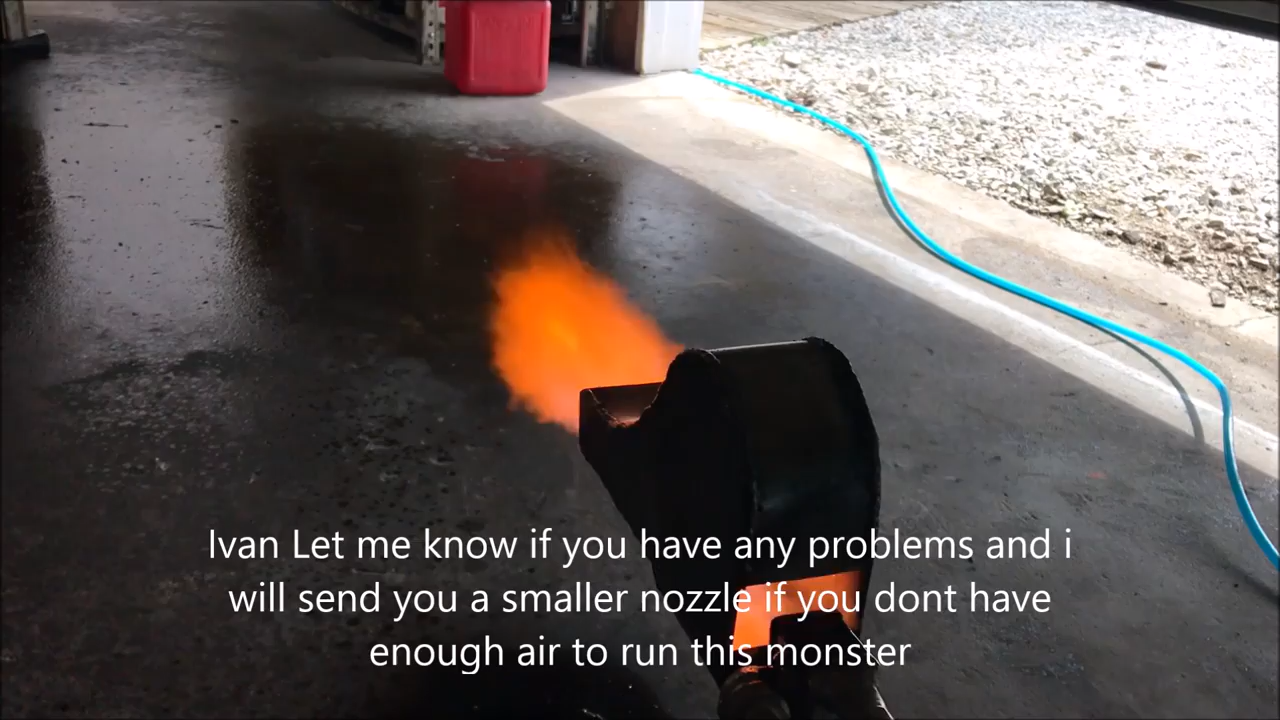 Ivan Let me know if you have any problems and i
will send you a smaller nozzle if you dont have
enough air to run this monster